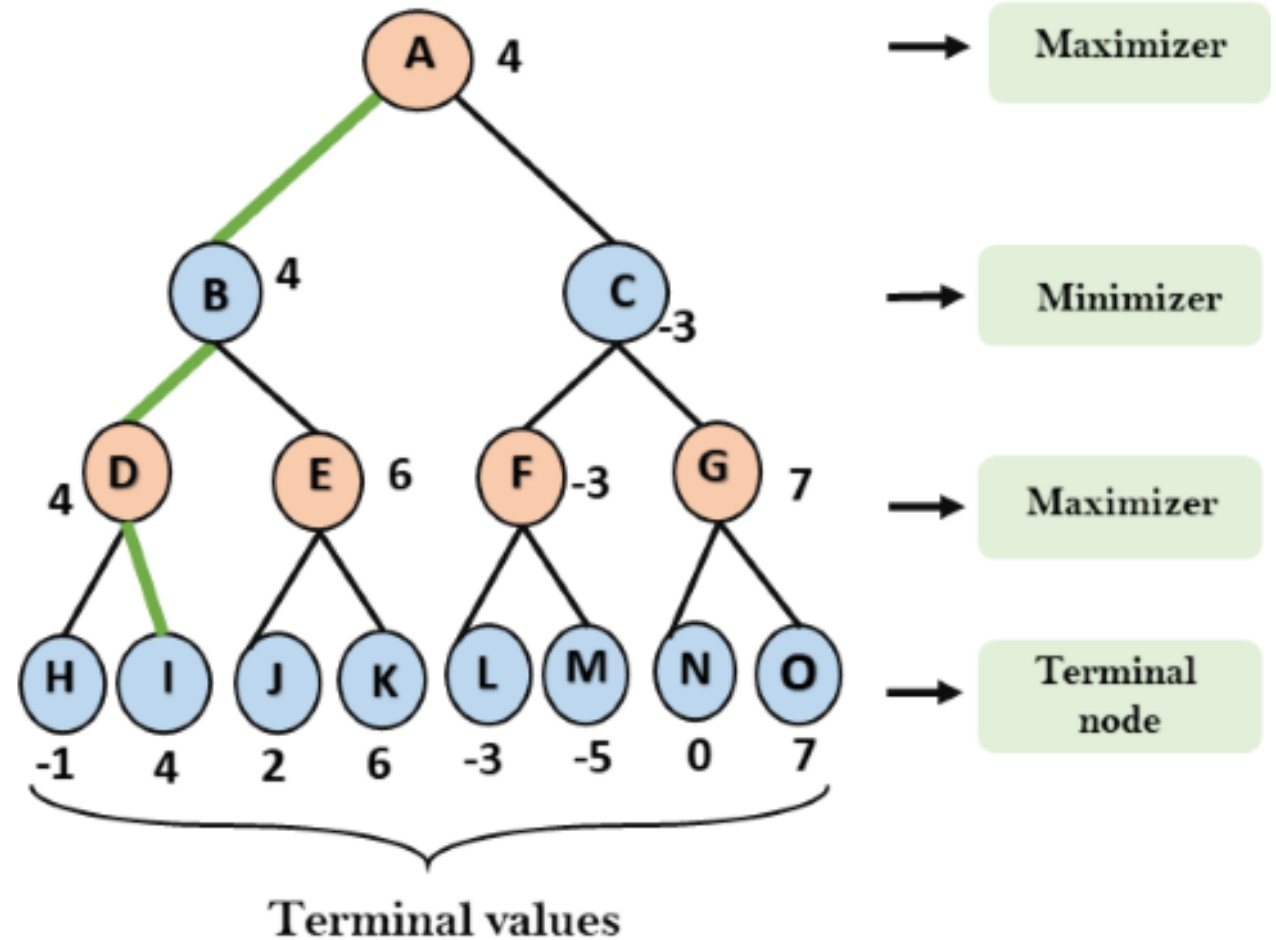 A 4 Maximizer
B 4 C -3 Minimizer
4 D E 6 F -3 G 7 Maximizer
H I J K L M N O Terminal
node
-1 4 2 6 -3 -5 0 7
Terminal values